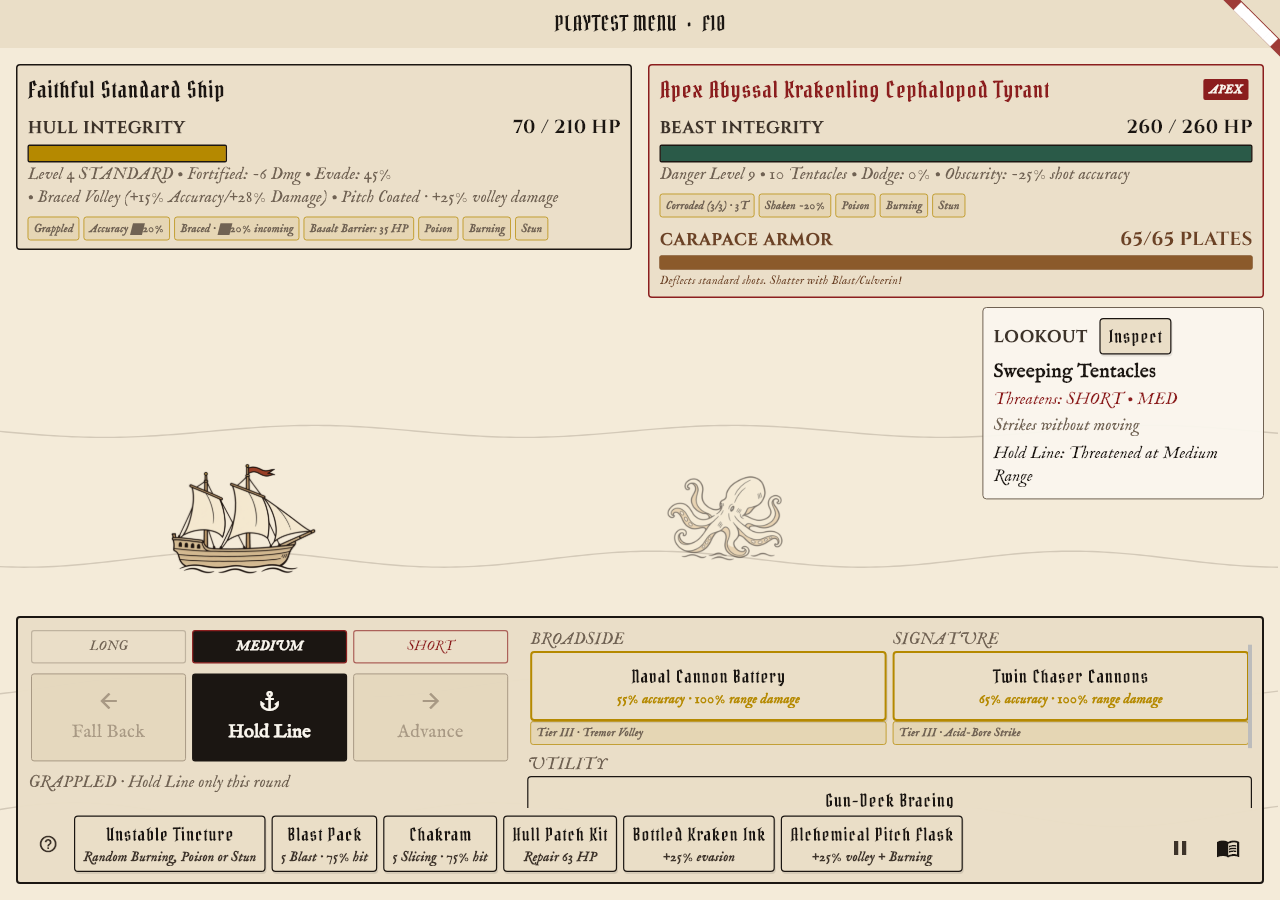 PLAYTEST MENU · F10
Faithful Standard Ship
HULL INTEGRITY 70 / 210 HP
Level 4 STANDARD • Fortified: -6 Dmg • Evade: 45%
• Braced Volley (+15% Accuracy/+28% Damage) • Pitch Coated · +25% volley damage
Grappled Accuracy 20% Braced · 20% incoming Basalt Barrier: 35 HP Poison Burning Stun
Apex Abyssal Krakenling Cephalopod Tyrant APEX
BEAST INTEGRITY 260 / 260 HP
Danger Level 9 • 10 Tentacles • Dodge: 0% • Obscurity: -25% shot accuracy
Corroded (3/3) · 3T Shaken -20% Poison Burning Stun
CARAPACE ARMOR 65/65 PLATES
Deflects standard shots. Shatter with Blast/Culverin!
LOOKOUT Inspect
Sweeping Tentacles
Threatens: SHORT • MED
Strikes without moving
Hold Line: Threatened at Medium
Range
LONG MEDIUM SHORT
Fall Back Hold Line Advance
GRAPPLED · Hold Line only this round
BROADSIDE SIGNATURE
Naval Cannon Battery Twin Chaser Cannons
55% accuracy · 100% range damage 65% accuracy · 100% range damage
Tier III · Tremor Volley Tier III · Acid-Bore Strike
UTILITY
Gun-Deck Bracing
Unstable Tincture Blast Pack Chakram Hull Patch Kit Bottled Kraken Ink Alchemical Pitch Flask
Random Burning, Poison or Stun 5 Blast · 75% hit 5 Slicing · 75% hit Repair 63 HP +25% evasion +25% volley + Burning